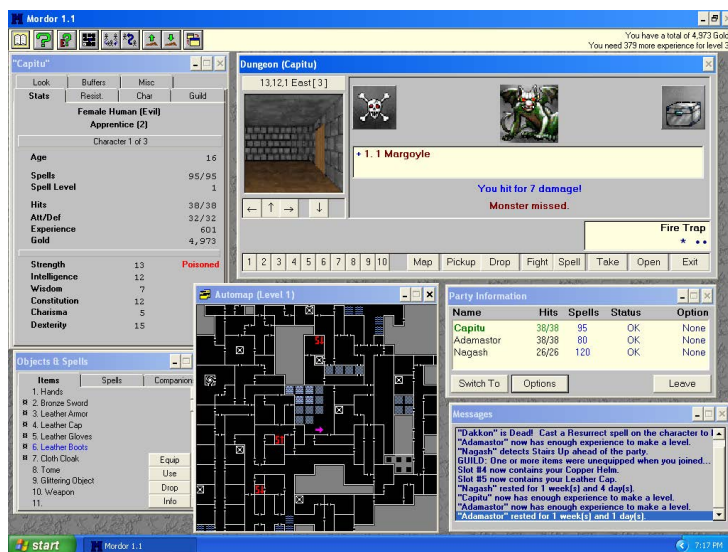 Mordor 1.1
You have a total of 4,973 Gold
You need 379 more experience for level 3
"Capitu"
Look Buffers Misc
Stats Resist. Char Guild
Female Human (Evil)
Apprentice (2)
Character 1 of 3
Age 16
Spells 95/95
Spell Level 1
Hits 38/38
Att/Def 32/32
Experience 601
Gold 4,973
Strength 13 Poisoned
Intelligence 12
Wisdom 7
Constitution 12
Charisma 5
Dexterity 15
Dungeon (Capitu)
13,12,1 East [ 3 ]
+ 1. 1 Margoyle
You hit for 7 damage!
Monster missed.
Fire Trap
1 2 3 4 5 6 7 8 9 10 Map Pickup Drop Fight Spell Take Open Exit
Automap (Level 1)
Party Information
Name Hits Spells Status Option
Capitu 38/38 95 OK None
Adamastor 38/38 80 OK None
Nagash 26/26 120 OK None
Switch To Options Leave
Objects & Spells
Items Spells Companion
1. Hands
2. Bronze Sword
3. Leather Armor
4. Leather Cap
5. Leather Gloves
6. Leather Boots
7. Cloth Cloak
8. Tome
9. Glittering Object
10. Weapon
11.
Equip
Use
Drop
Info
Messages
"Dakkon" is Dead! Cast a Resurrect spell on the character to
"Adamastor" now has enough experience to make a level.
"Nagash" detects Stairs Up ahead of the party.
GUILD: One or more items were unequipped when you joined...
Slot #4 now contains your Copper Helm.
Slot #5 now contains your Leather Cap.
"Nagash" rested for 1 week(s) and 4 day(s).
"Capitu" now has enough experience to make a level.
"Adamastor" now has enough experience to make a level.
"Adamastor" rested for 1 week(s) and 1 day(s).
start Mordor 1.1 7:17 PM